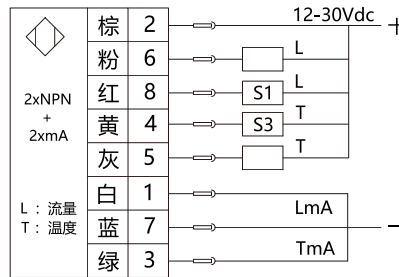 棕 2 12-30Vdc +
粉 6 L
红 8 S1 L
黄 4 S3 T
灰 5 T
白 1
LmA
蓝 7 −
TmA
绿 3
2xNPN
+
2xmA
L : 流量
T : 温度